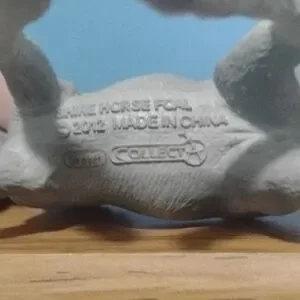 SHIRE HORSE FOAL
© 2012 MADE IN CHINA
COLLECTA